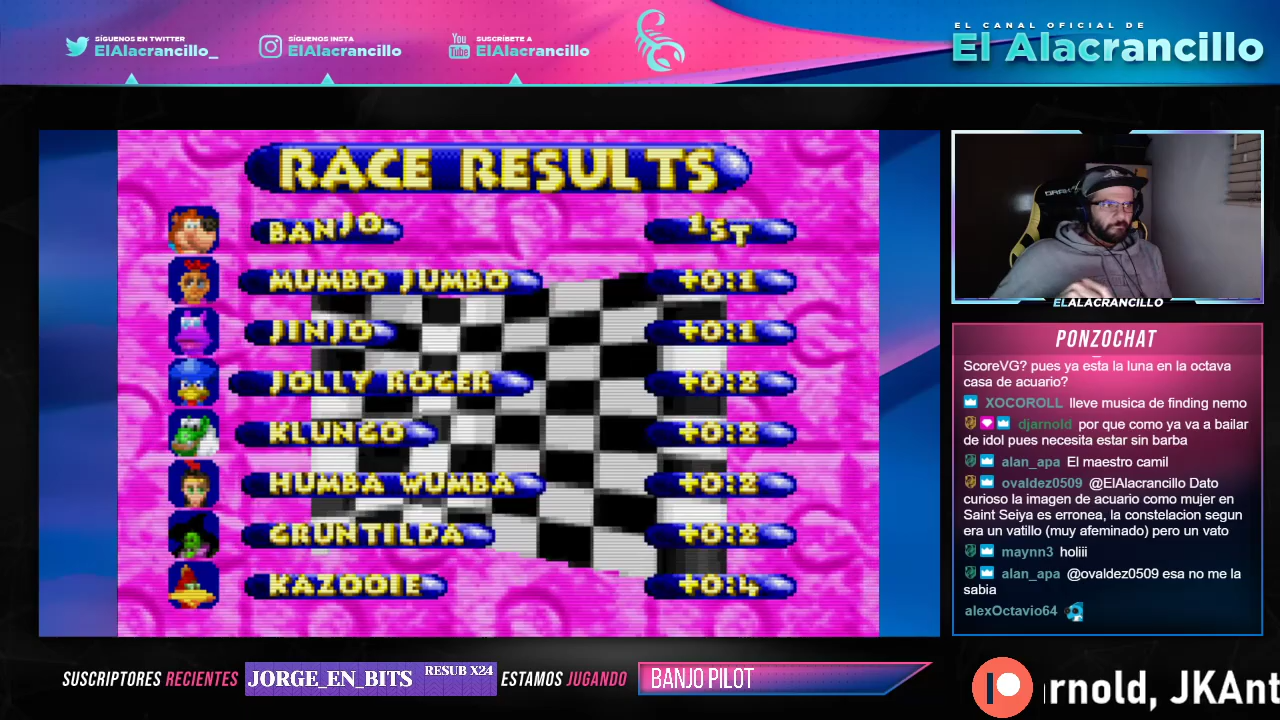 SÍGUENOS EN TWITTER
ElAlacrancillo_
SÍGUENOS INSTA
ElAlacrancillo
You
Tube
SUSCRÍBETE A
ElAlacrancillo
EL CANAL OFICIAL DE
El Alacrancillo
RACE RESULTS
BANJO 1ST
MUMBO JUMBO +0:1
JINJO +0:1
JOLLY ROGER +0:2
KLUNGO +0:2
HUMBA WUMBA +0:2
GRUNTILDA +0:2
KAZOOIE +0:4
ELALACRANCILLO
PONZOCHAT
ScoreVG? pues ya esta la luna en la octava
casa de acuario?
XOCOROLL lleve musica de finding nemo
djarnold por que como ya va a bailar
de idol pues necesita estar sin barba
alan_apa El maestro camil
ovaldez0509 @ElAlacrancillo Dato
curioso la imagen de acuario como mujer en
Saint Seiya es erronea, la constelacion segun
era un vatillo (muy afeminado) pero un vato
maynn3 holiii
alan_apa @ovaldez0509 esa no me la
sabia
alexOctavio64
SUSCRIPTORES RECIENTES JORGE_EN_BITS RESUB X24 ESTAMOS JUGANDO BANJO PILOT
rnold, JKAnt